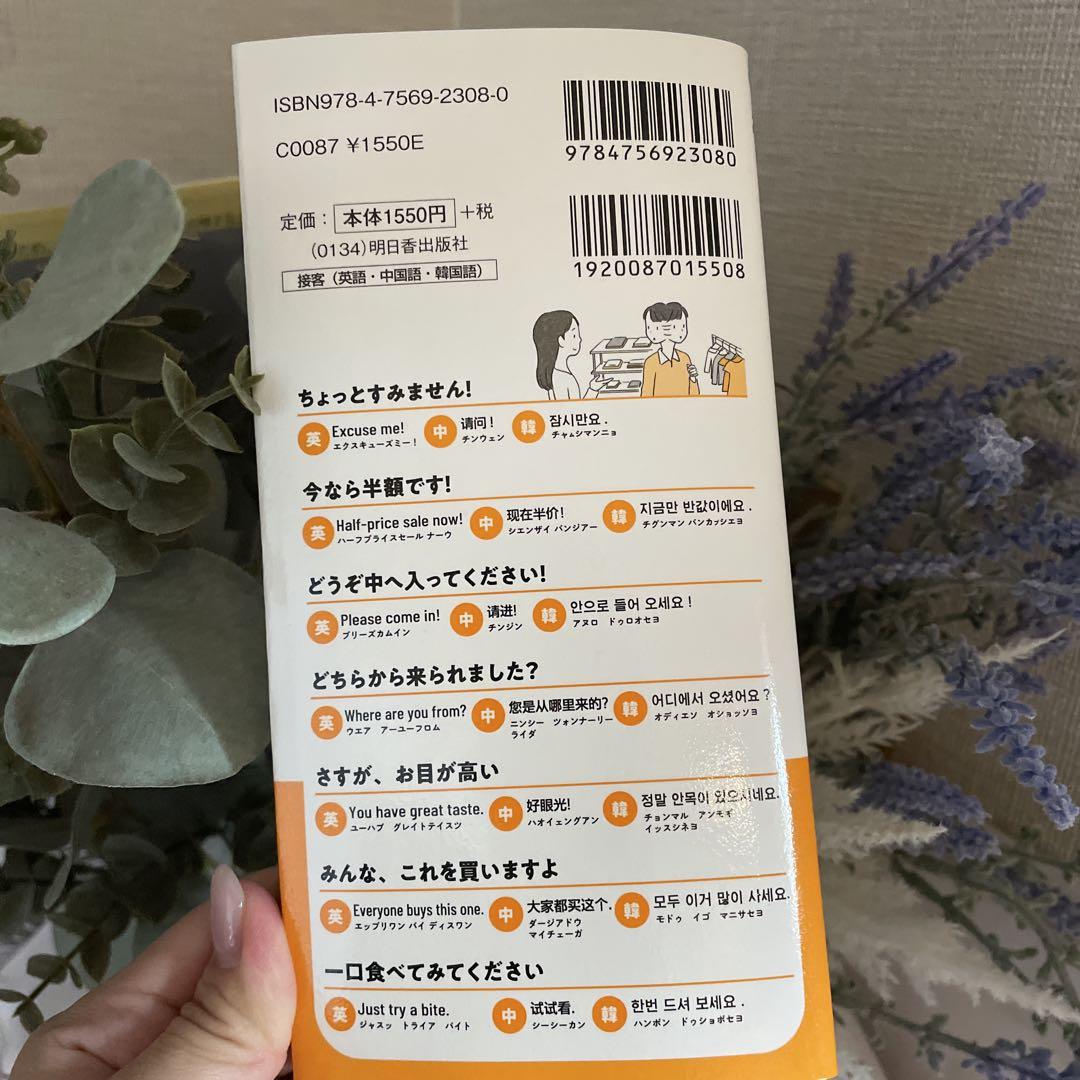 ISBN978-4-7569-2308-0
C0087 ¥1550E
9784756923080
定価：本体1550円＋税
(0134)明日香出版社
接客（英語・中国語・韓国語）
1920087015508
ちょっとすみません!
英 Excuse me! 中 请问！ 韓 잠시만요 .
エクスキューズミー！ チンウェン チャムシマンニョ
今なら半額です!
英 Half-price sale now! 中 现在半价! 韓 지금만 반값이에요 .
ハーフプライスセール ナーウ シエンザイ バンジアー チグンマン バンカッシエヨ
どうぞ中へ入ってください!
英 Please come in! 中 请进! 韓 안으로 들어 오세요 !
プリーズカムイン チンジン アヌロ ドゥロオセヨ
どちらから来られました?
英 Where are you from? 中 您是从哪里来的? 韓 어디에서 오셨어요 ?
ウエア アーユーフロム ニンシー ツォンナーリー オディエソ オショッソヨ
ライダ
さすが、お目が高い
英 You have great taste. 中 好眼光! 韓 정말 안목이 있으시네요.
ユーハブ グレイトテイスツ ハオイェングアン チョンマル アンモギ
イッスシネヨ
みんな、これを買いますよ
英 Everyone buys this one. 中 大家都买这个. 韓 모두 이거 많이 사세요.
エッブリワン バイ ディスワン ダージアドウ モドゥ イゴ マニサセヨ
マイチェーガ
一口食べてみてください
英 Just try a bite. 中 试试看. 韓 한번 드셔 보세요 .
ジャスッ トライア バイト シーシーカン ハンボン ドゥショボセヨ